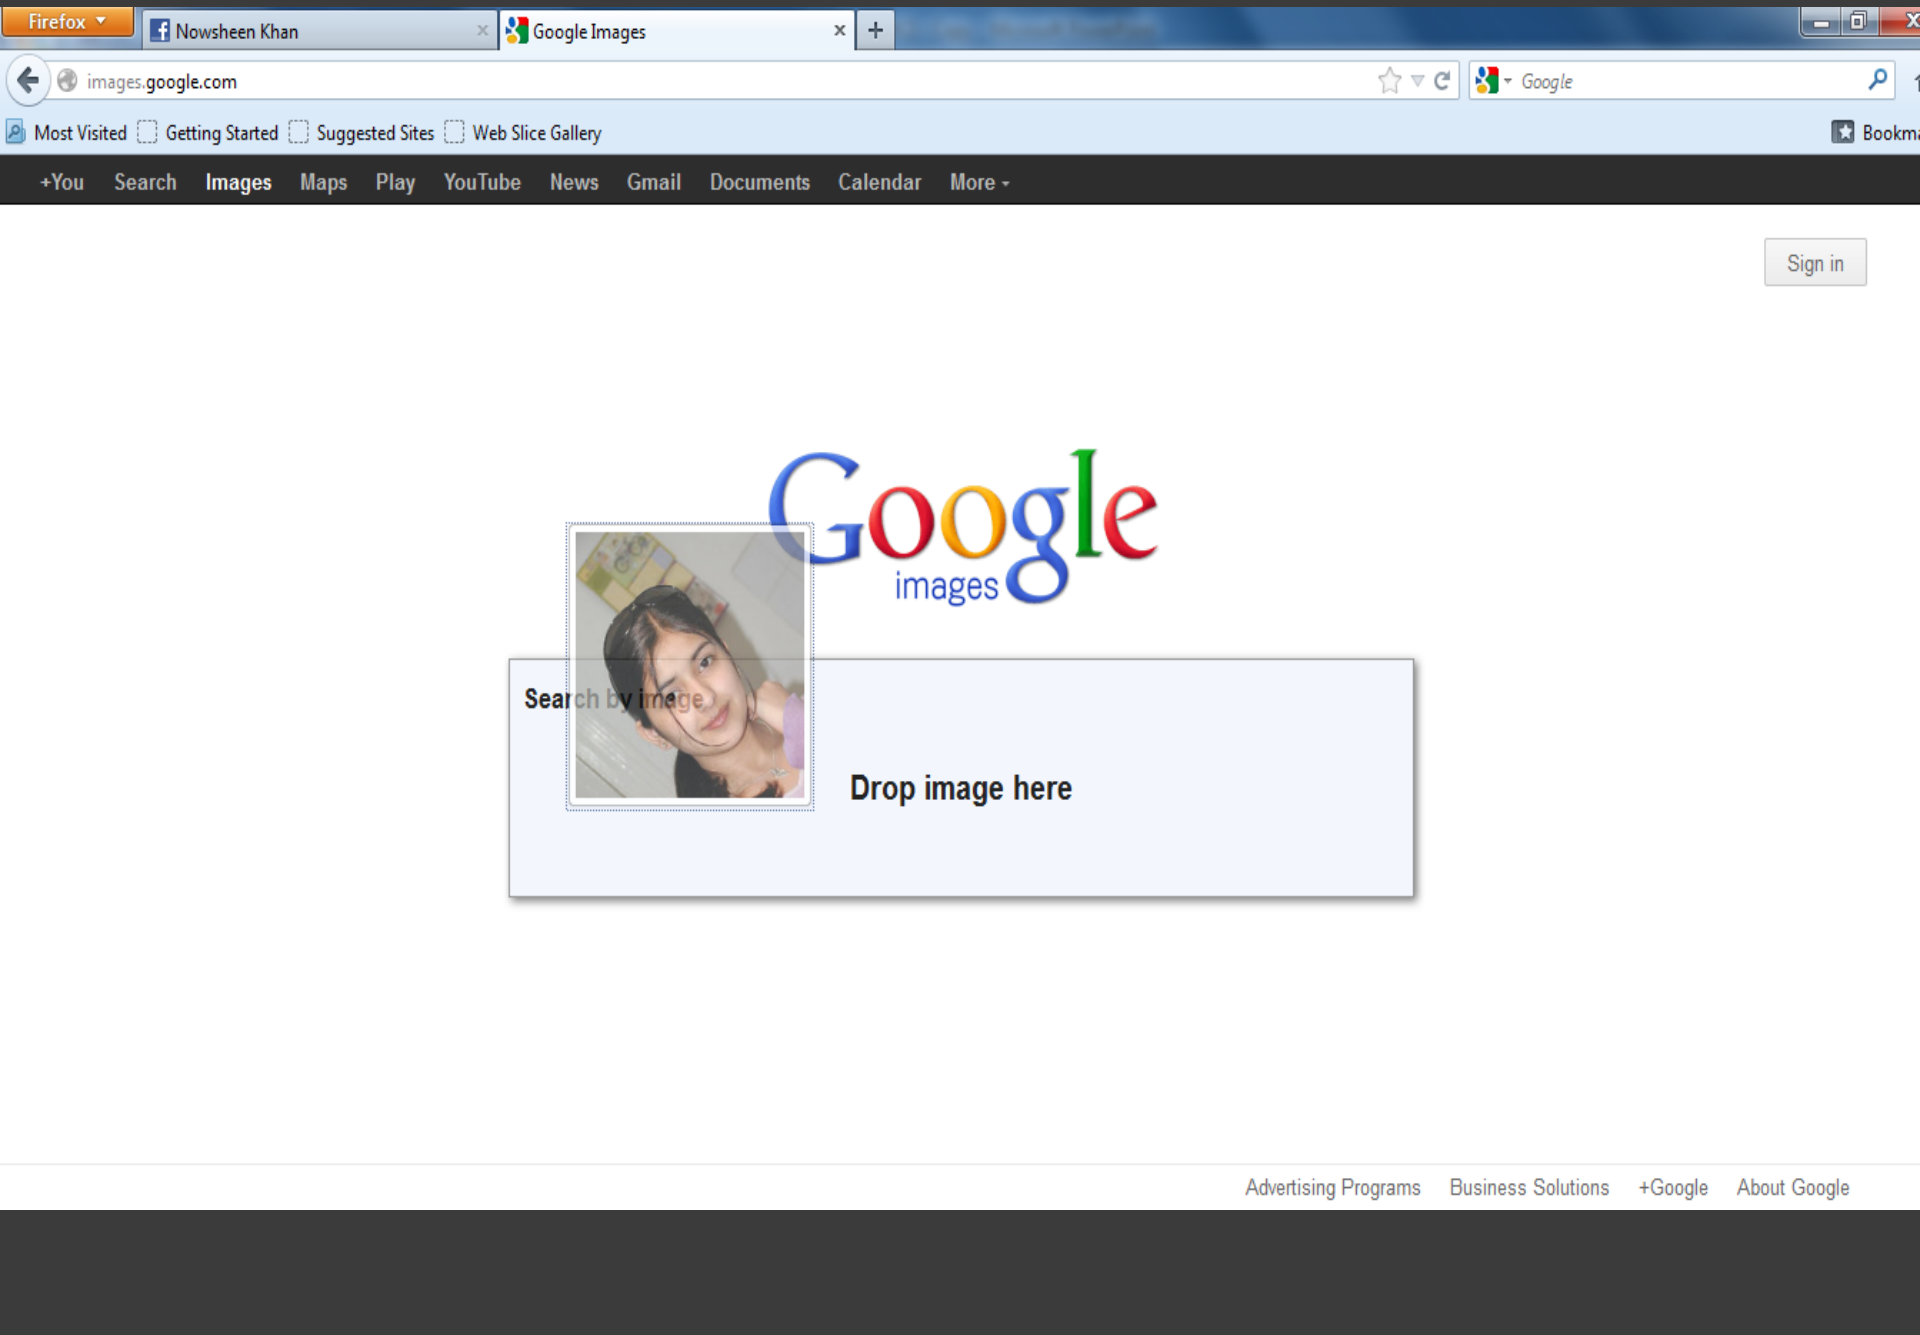 Firefox
Nowsheen Khan
Google Images
images.google.com
Google
Most Visited Getting Started Suggested Sites Web Slice Gallery
Bookma
+You Search Images Maps Play YouTube News Gmail Documents Calendar More
Sign in
Google
images
Search by image
Drop image here
Advertising Programs Business Solutions +Google About Google